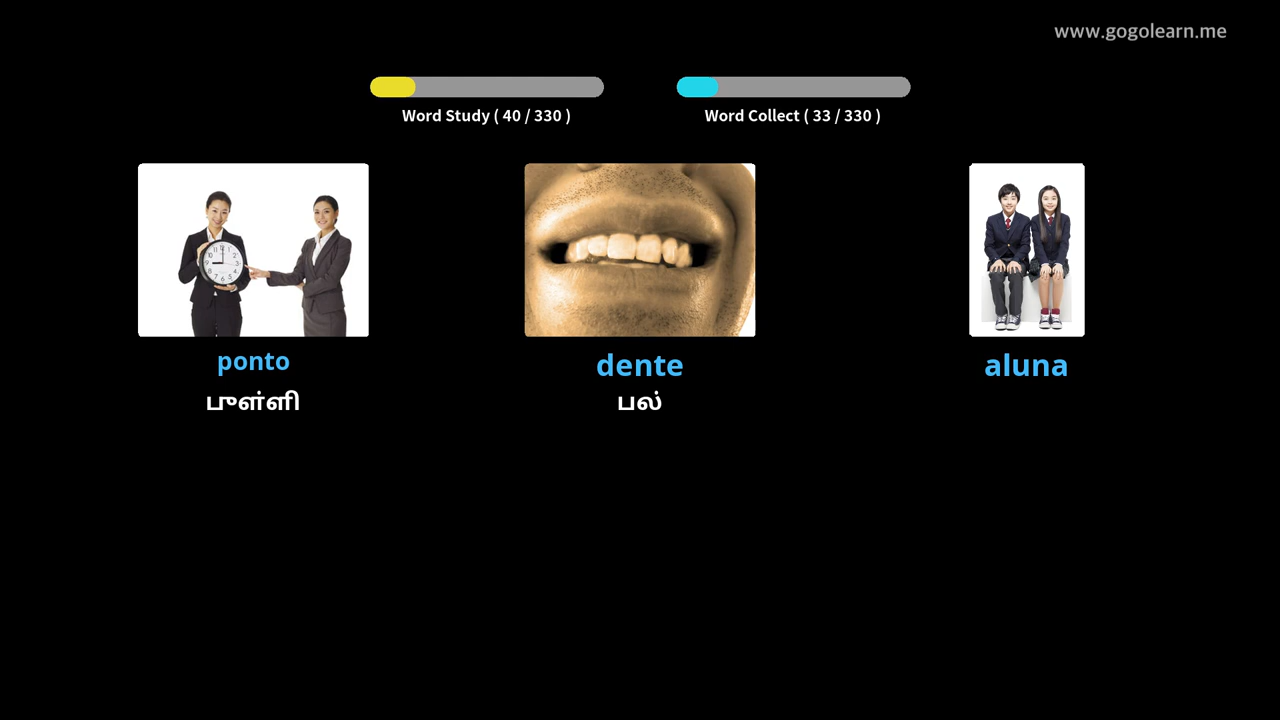 www.gogolearn.me
Word Study ( 40 / 330 )
Word Collect ( 33 / 330 )
ponto
dente
aluna
புள்ளி
பல்